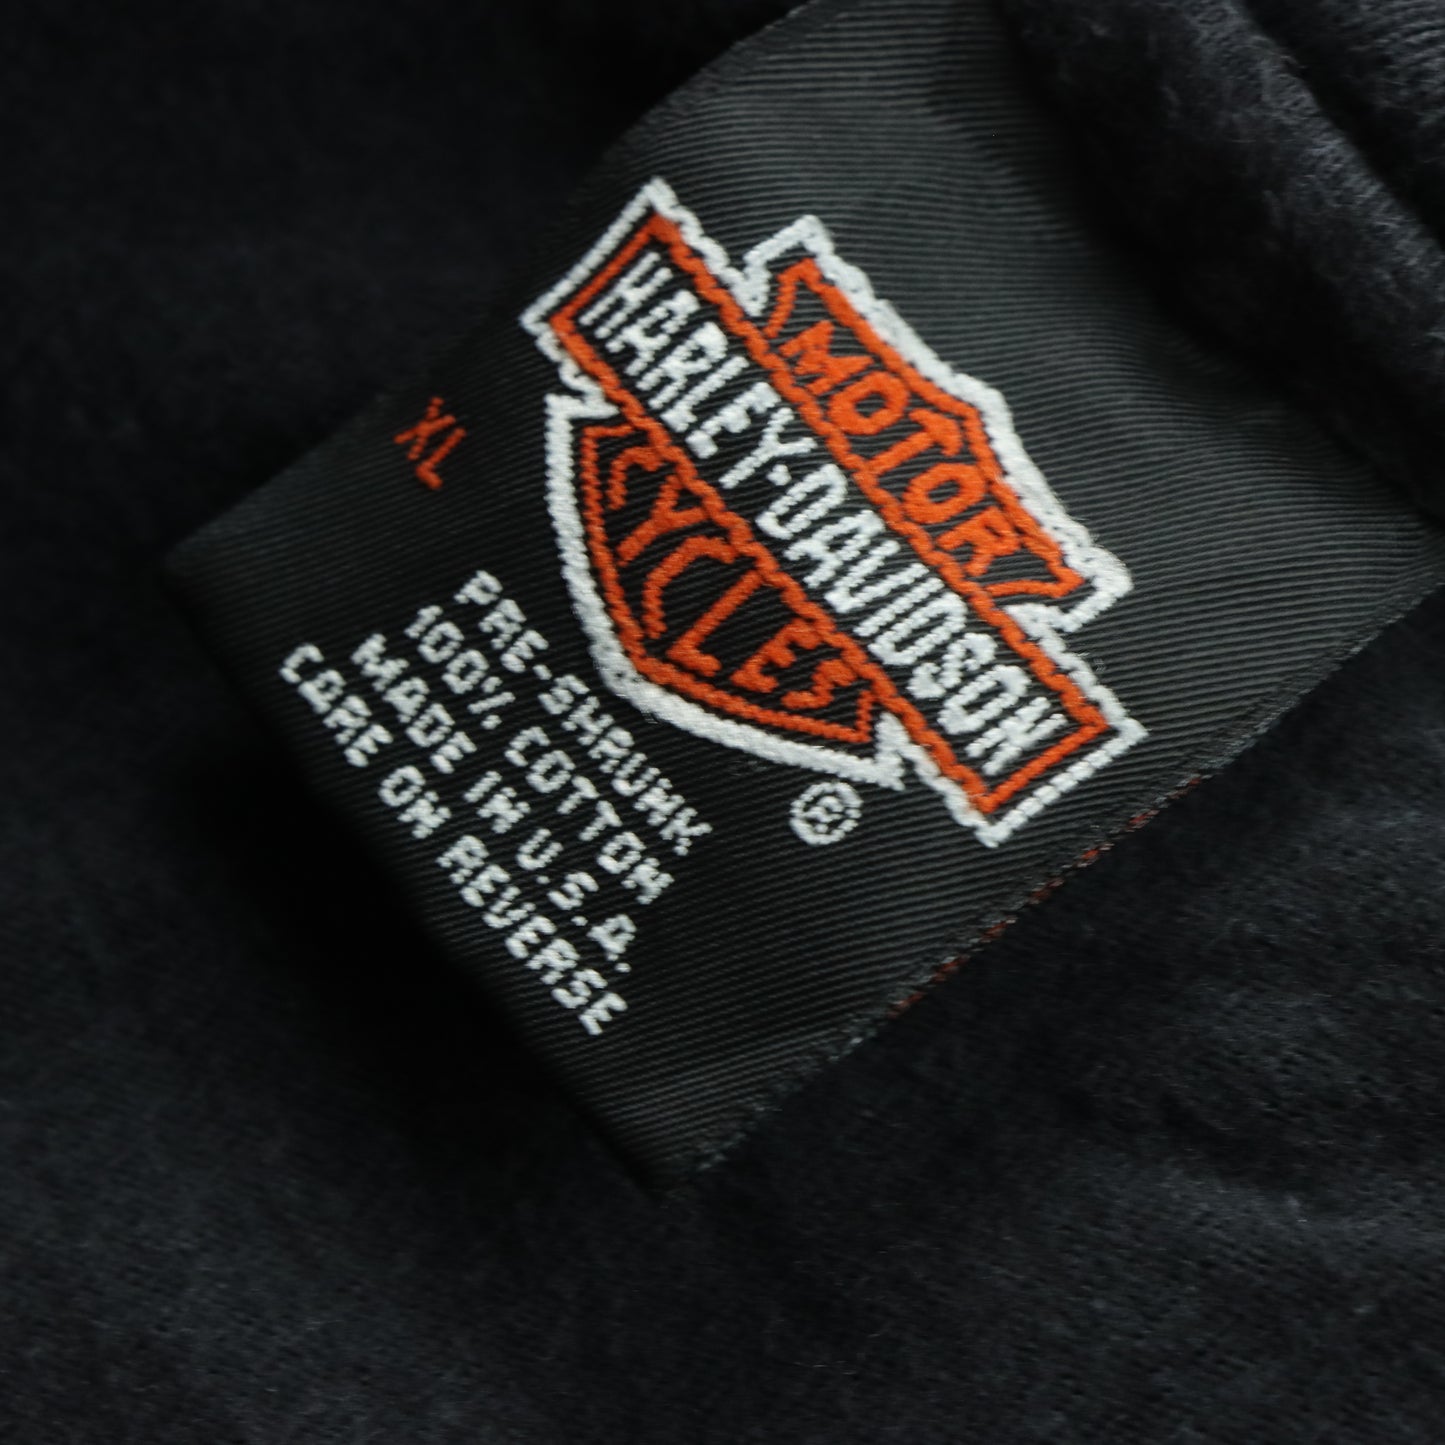 MOTOR
HARLEY-DAVIDSON
CYCLES
®
XL
PRE-SHRUNK
100% COTTON
MADE IN U.S.A.
CARE ON REVERSE